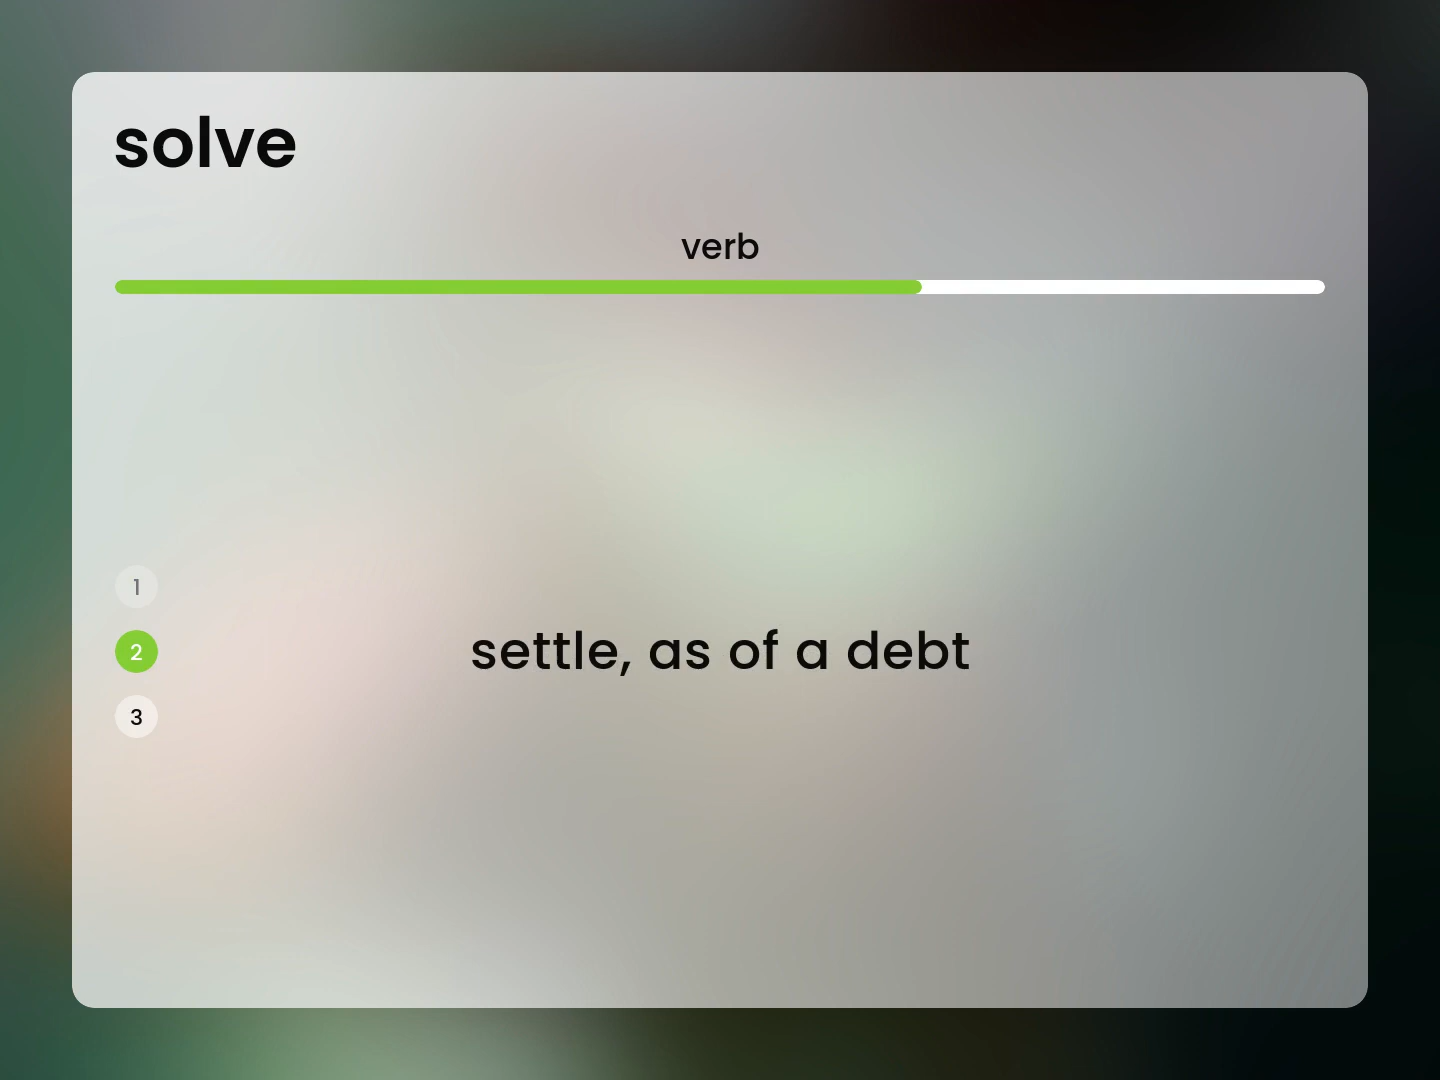 solve
verb
1
2
settle, as of a debt
3